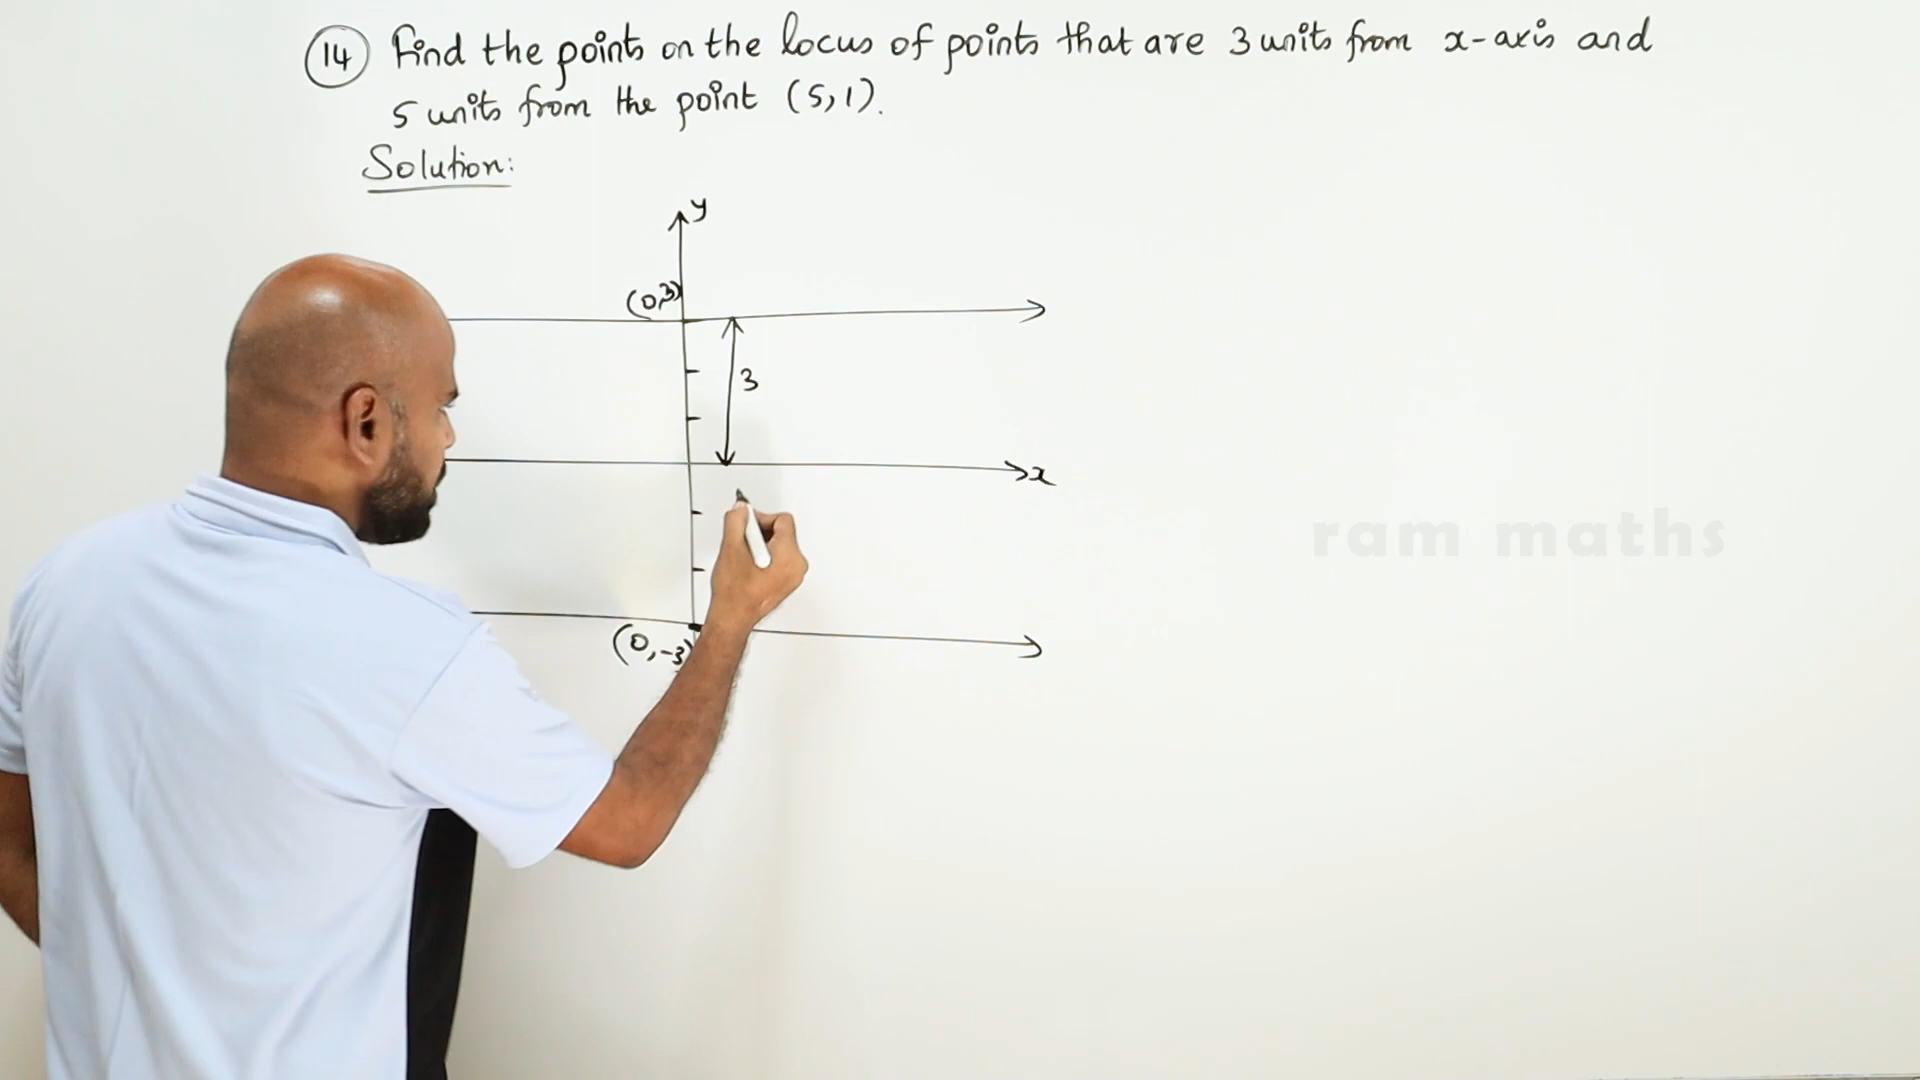 14 Find the points on the locus of points that are 3 units from x-axis and
5 units from the point (5,1).
Solution:
y
(0,3)
3
x
(0,-3)
ram maths